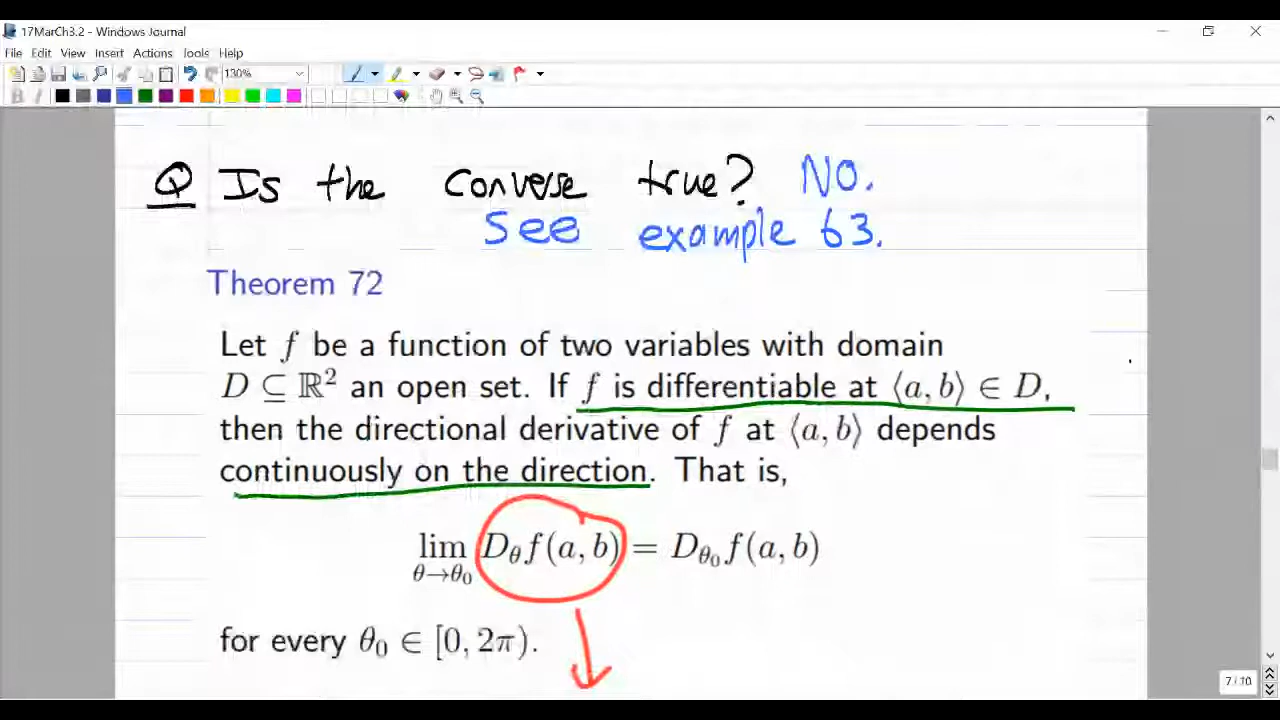 17MarCh3.2 - Windows Journal
File Edit View Insert Actions Tools Help
130%
B I
Q Is the converse true? No.
See example 63.
Theorem 72
Let f be a function of two variables with domain
D ⊆ ℝ² an open set. If f is differentiable at ⟨a, b⟩ ∈ D,
then the directional derivative of f at ⟨a, b⟩ depends
continuously on the direction. That is,
lim θ→θ₀ D_θ f(a, b) = D_θ₀ f(a, b)
for every θ₀ ∈ [0, 2π).
7 / 10